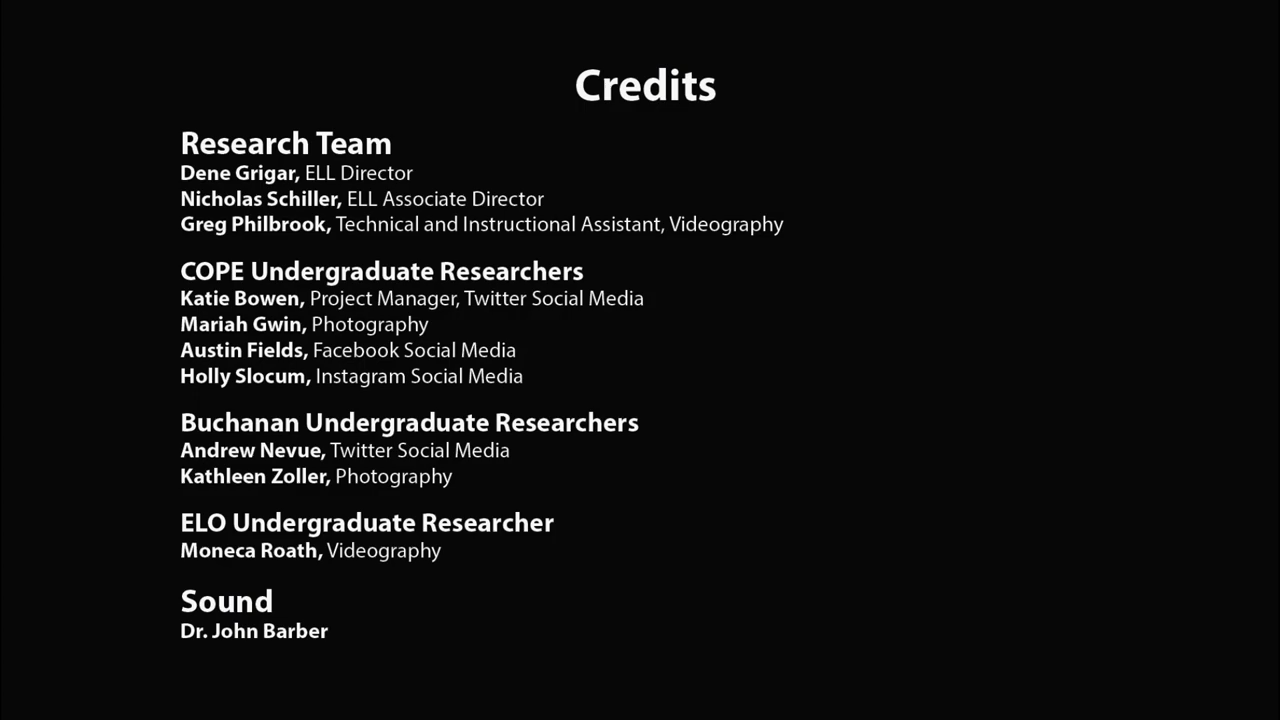 Credits
Research Team
Dene Grigar, ELL Director
Nicholas Schiller, ELL Associate Director
Greg Philbrook, Technical and Instructional Assistant, Videography
COPE Undergraduate Researchers
Katie Bowen, Project Manager, Twitter Social Media
Mariah Gwin, Photography
Austin Fields, Facebook Social Media
Holly Slocum, Instagram Social Media
Buchanan Undergraduate Researchers
Andrew Nevue, Twitter Social Media
Kathleen Zoller, Photography
ELO Undergraduate Researcher
Moneca Roath, Videography
Sound
Dr. John Barber